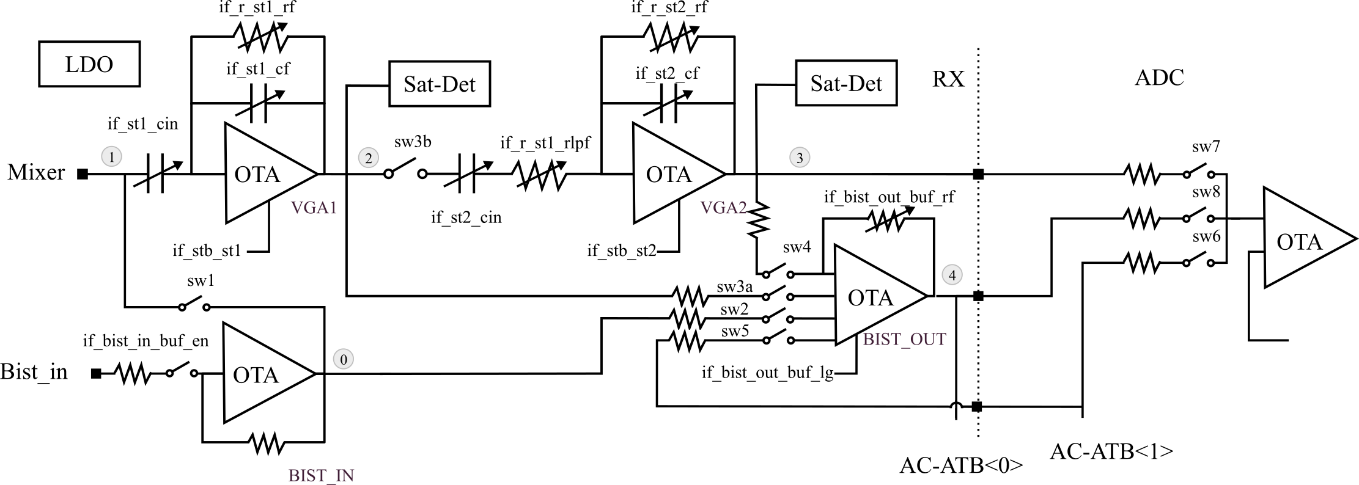 if_r_st1_rf
if_r_st2_rf
LDO
if_st1_cf
Sat-Det
if_st2_cf
Sat-Det
RX
ADC
if_st1_cin
Mixer
1
OTA
VGA1
2
sw3b
if_r_st1_rlpf
if_st2_cin
OTA
VGA2
3
sw7
sw8
sw6
OTA
if_stb_st1
if_stb_st2
if_bist_out_buf_rf
sw4
sw3a
sw2
sw5
OTA
4
BIST_OUT
if_bist_out_buf_lg
sw1
if_bist_in_buf_en
Bist_in
OTA
0
BIST_IN
AC-ATB<0>
AC-ATB<1>